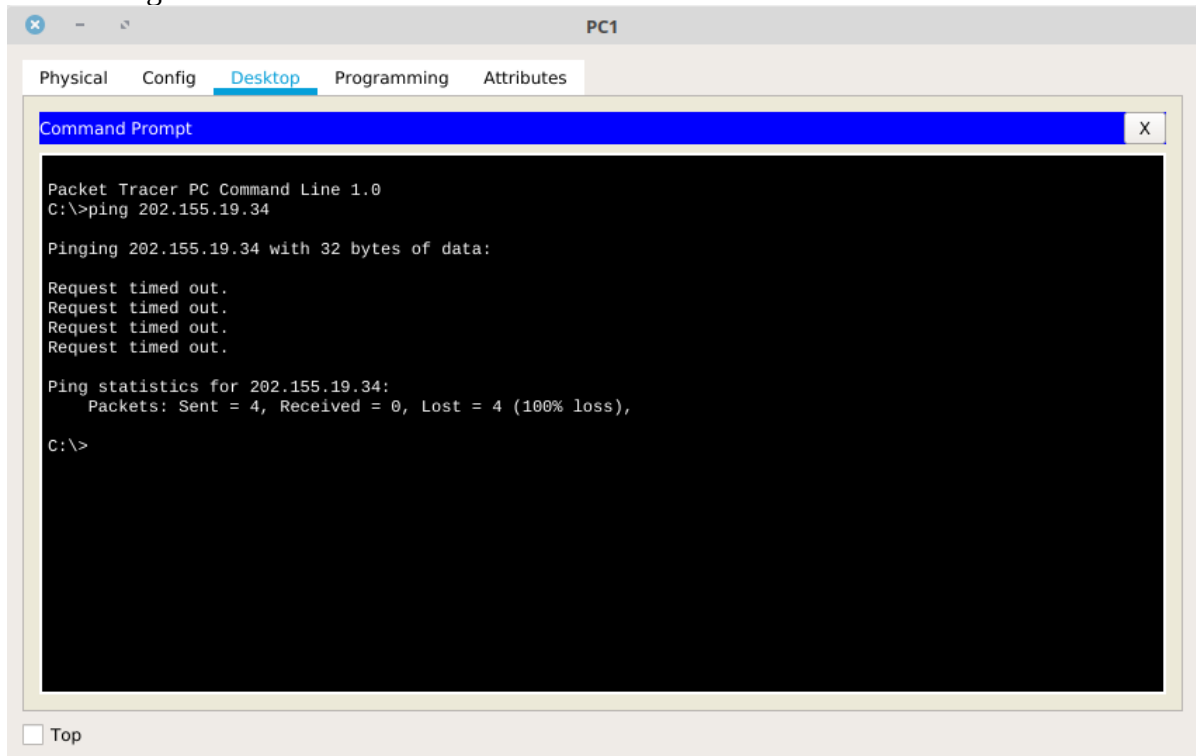 PC1
Physical Config Desktop Programming Attributes
Command Prompt X
Packet Tracer PC Command Line 1.0
C:\>ping 202.155.19.34
Pinging 202.155.19.34 with 32 bytes of data:
Request timed out.
Request timed out.
Request timed out.
Request timed out.
Ping statistics for 202.155.19.34:
Packets: Sent = 4, Received = 0, Lost = 4 (100% loss),
C:\>
Top